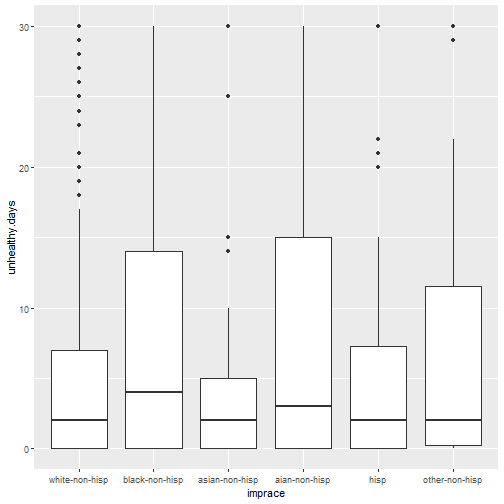 30
20
10
0
unhealthy.days
white-non-hisp black-non-hisp asian-non-hisp aian-non-hisp hisp other-non-hisp
imprace